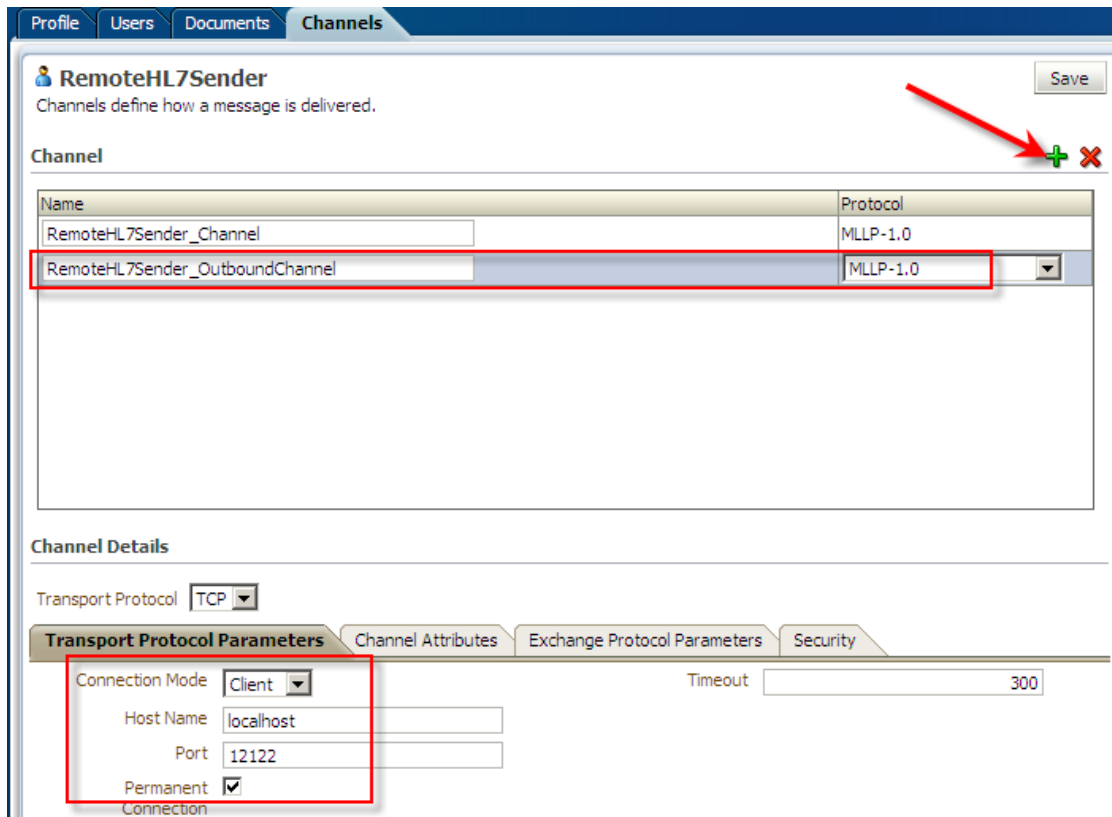 Profile Users Documents Channels
RemoteHL7Sender Save
Channels define how a message is delivered.
Channel
Name Protocol
RemoteHL7Sender_Channel MLLP-1.0
RemoteHL7Sender_OutboundChannel MLLP-1.0
Channel Details
Transport Protocol TCP
Transport Protocol Parameters Channel Attributes Exchange Protocol Parameters Security
Connection Mode Client Timeout 300
Host Name localhost
Port 12122
Permanent
Connection